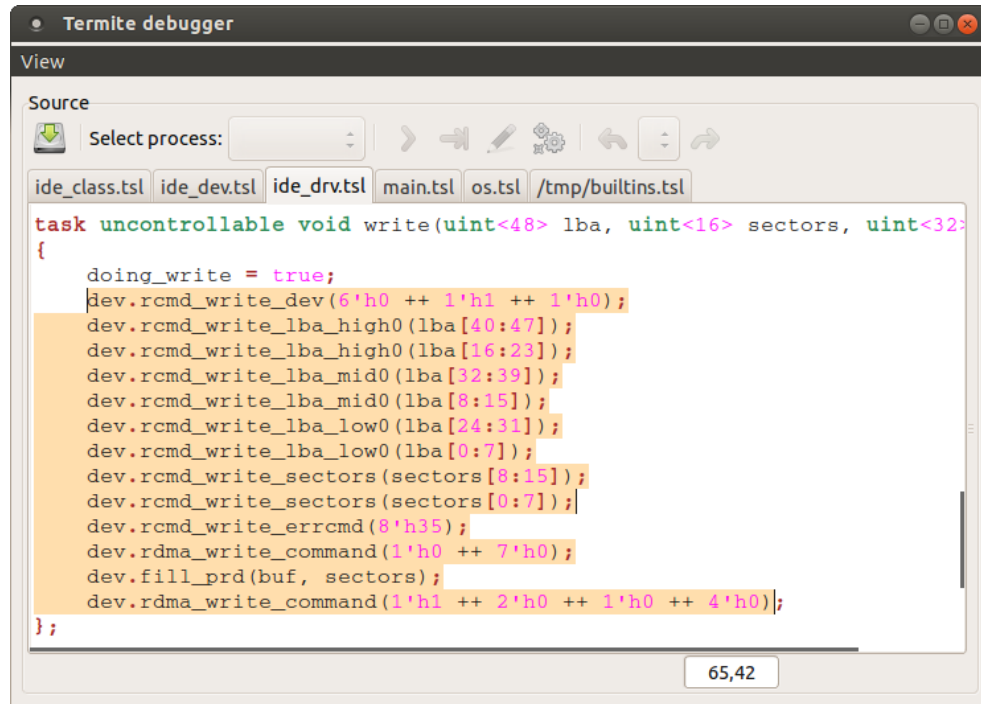 Termite debugger
View
Source
Select process:
ide_class.tsl ide_dev.tsl ide_drv.tsl main.tsl os.tsl /tmp/builtins.tsl
task uncontrollable void write(uint<48> lba, uint<16> sectors, uint<32>
{
    doing_write = true;
    dev.rcmd_write_dev(6'h0 ++ 1'h1 ++ 1'h0);
    dev.rcmd_write_lba_high0(lba[40:47]);
    dev.rcmd_write_lba_high0(lba[16:23]);
    dev.rcmd_write_lba_mid0(lba[32:39]);
    dev.rcmd_write_lba_mid0(lba[8:15]);
    dev.rcmd_write_lba_low0(lba[24:31]);
    dev.rcmd_write_lba_low0(lba[0:7]);
    dev.rcmd_write_sectors(sectors[8:15]);
    dev.rcmd_write_sectors(sectors[0:7]);
    dev.rcmd_write_errcmd(8'h35);
    dev.rdma_write_command(1'h0 ++ 7'h0);
    dev.fill_prd(buf, sectors);
    dev.rdma_write_command(1'h1 ++ 2'h0 ++ 1'h0 ++ 4'h0);
};
65,42